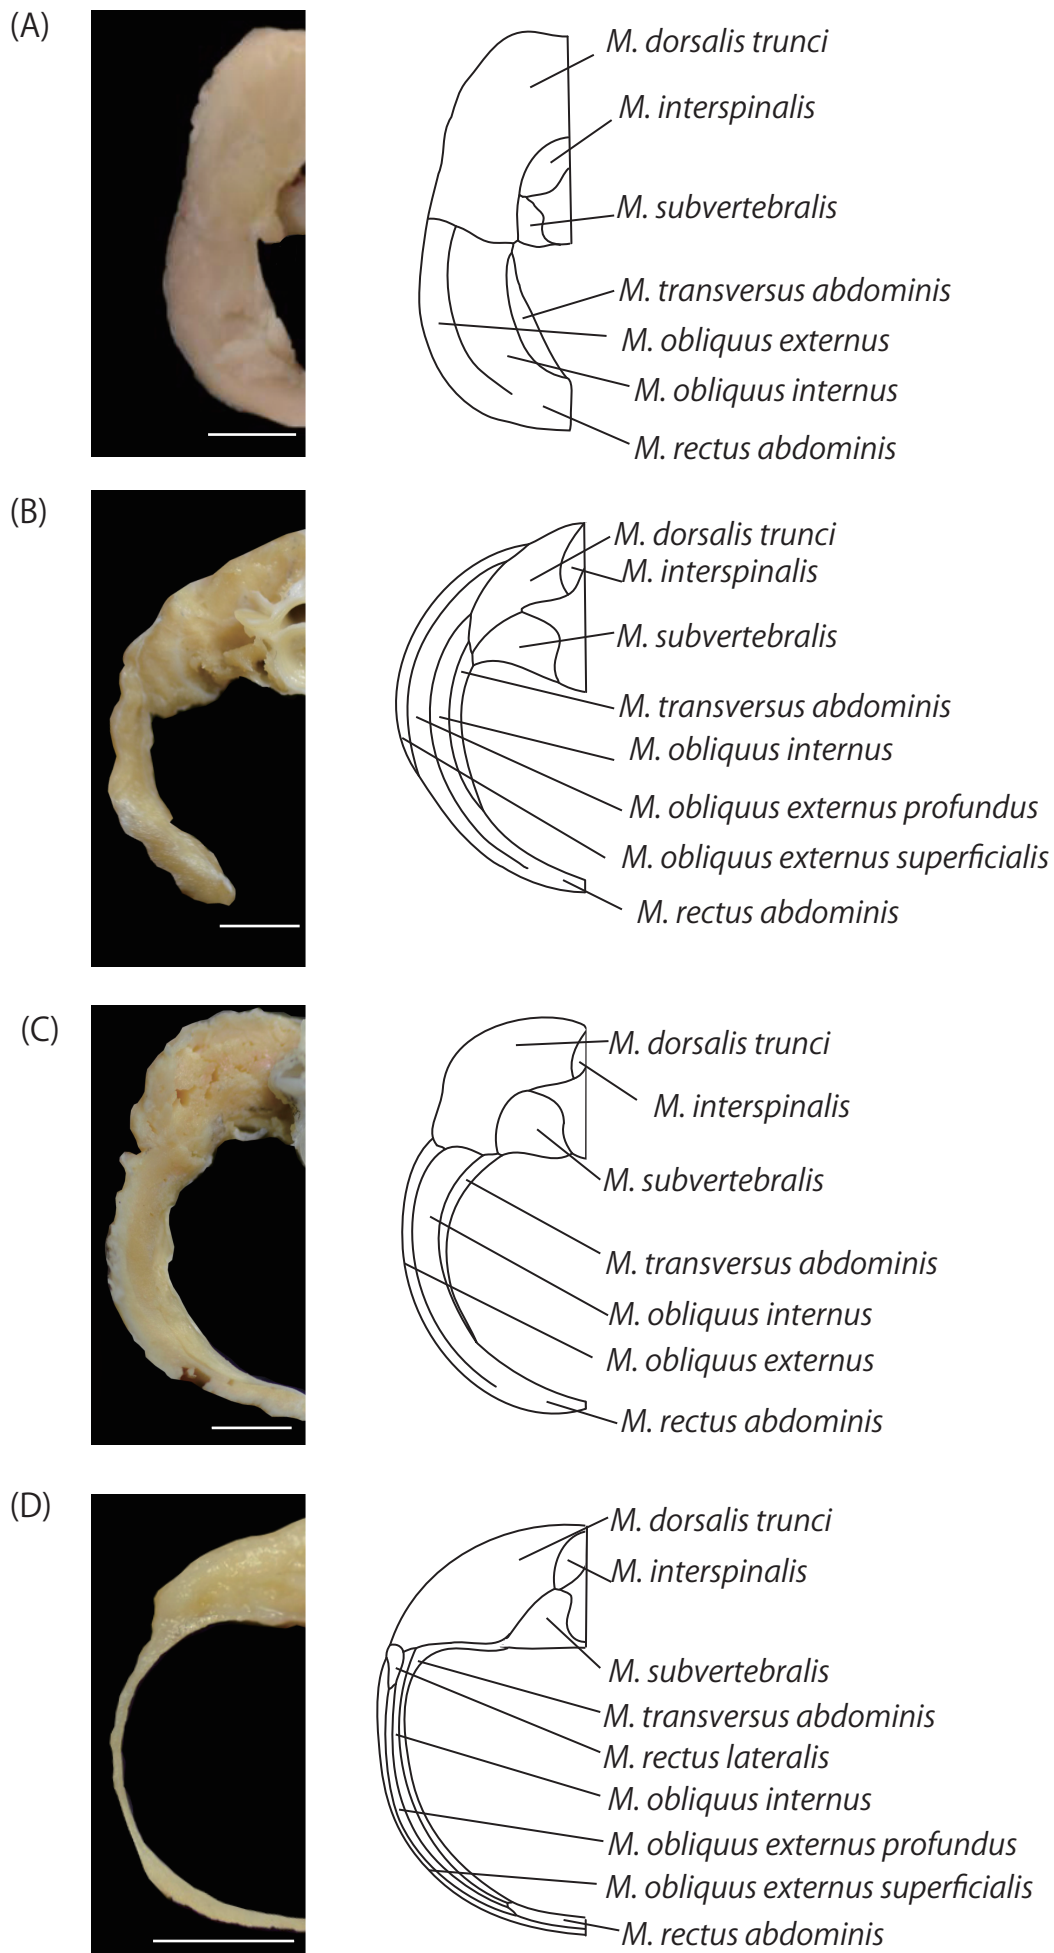 (A)
M. dorsalis trunci
M. interspinalis
M. subvertebralis
M. transversus abdominis
M. obliquus externus
M. obliquus internus
M. rectus abdominis
(B)
M. dorsalis trunci
M. interspinalis
M. subvertebralis
M. transversus abdominis
M. obliquus internus
M. obliquus externus profundus
M. obliquus externus superficialis
M. rectus abdominis
(C)
M. dorsalis trunci
M. interspinalis
M. subvertebralis
M. transversus abdominis
M. obliquus internus
M. obliquus externus
M. rectus abdominis
(D)
M. dorsalis trunci
M. interspinalis
M. subvertebralis
M. transversus abdominis
M. rectus lateralis
M. obliquus internus
M. obliquus externus profundus
M. obliquus externus superficialis
M. rectus abdominis